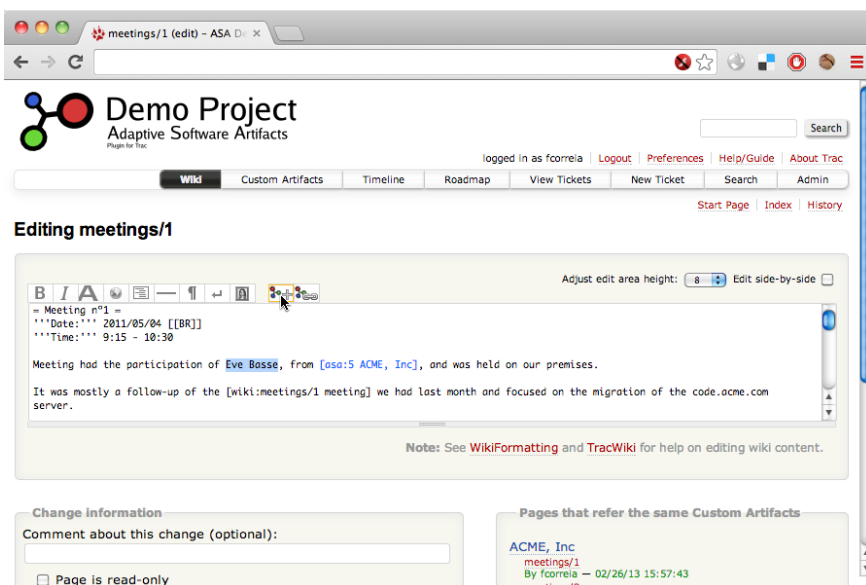 meetings/1 (edit) – ASA De
Demo Project
Adaptive Software Artifacts
Plugin for Trac
Search
logged in as fcorreia Logout Preferences Help/Guide About Trac
Wiki Custom Artifacts Timeline Roadmap View Tickets New Ticket Search Admin
Start Page Index History
Editing meetings/1
Adjust edit area height: 8 Edit side-by-side
B I A
= Meeting nº1 =
'''Date:''' 2011/05/04 [[BR]]
'''Time:''' 9:15 - 10:30
Meeting had the participation of Eve Basse, from [asa:5 ACME, Inc], and was held on our premises.
It was mostly a follow-up of the [wiki:meetings/1 meeting] we had last month and focused on the migration of the code.acme.com
server.
Note: See WikiFormatting and TracWiki for help on editing wiki content.
Change information
Comment about this change (optional):
Page is read-only
Pages that refer the same Custom Artifacts
ACME, Inc
meetings/1
By fcorreia — 02/26/13 15:57:43